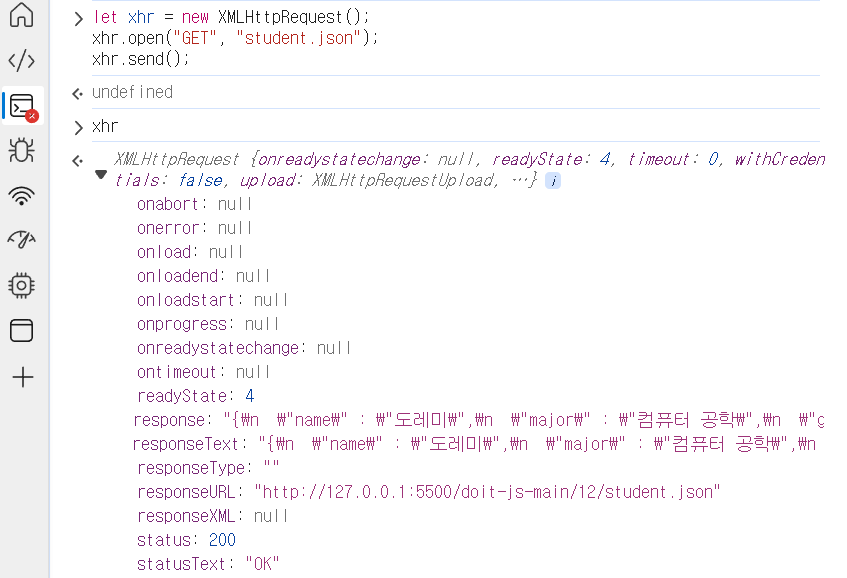 let xhr = new XMLHttpRequest();
xhr.open("GET", "student.json");
xhr.send();
undefined
xhr
XMLHttpRequest {onreadystatechange: null, readyState: 4, timeout: 0, withCreden
tials: false, upload: XMLHttpRequestUpload, …}
onabort: null
onerror: null
onload: null
onloadend: null
onloadstart: null
onprogress: null
onreadystatechange: null
ontimeout: null
readyState: 4
response: "{₩n  ₩"name₩" : ₩"도레미₩",₩n  ₩"major₩" : ₩"컴퓨터 공학₩",₩n  ₩"g
responseText: "{₩n  ₩"name₩" : ₩"도레미₩",₩n  ₩"major₩" : ₩"컴퓨터 공학₩",₩n
responseType: ""
responseURL: "http://127.0.0.1:5500/doit-js-main/12/student.json"
responseXML: null
status: 200
statusText: "OK"